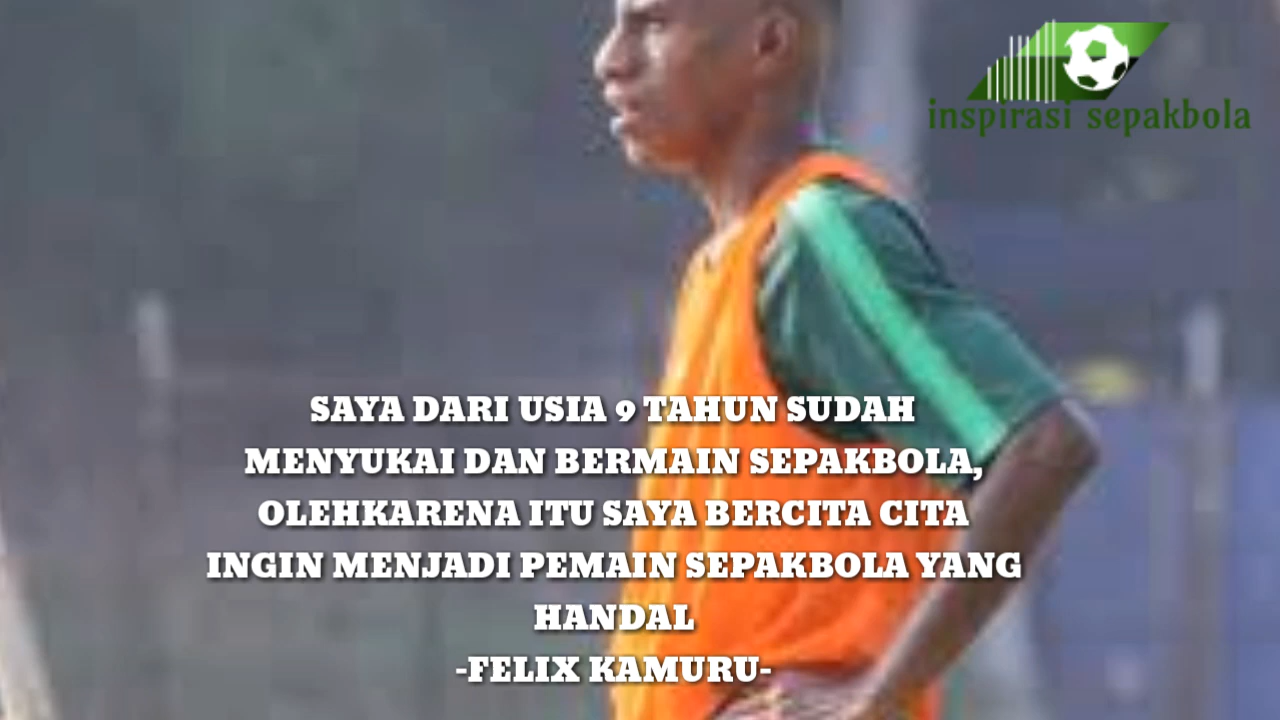 inspirasi sepakbola
SAYA DARI USIA 9 TAHUN SUDAH
MENYUKAI DAN BERMAIN SEPAKBOLA,
OLEHKARENA ITU SAYA BERCITA CITA
INGIN MENJADI PEMAIN SEPAKBOLA YANG
HANDAL
-FELIX KAMURU-